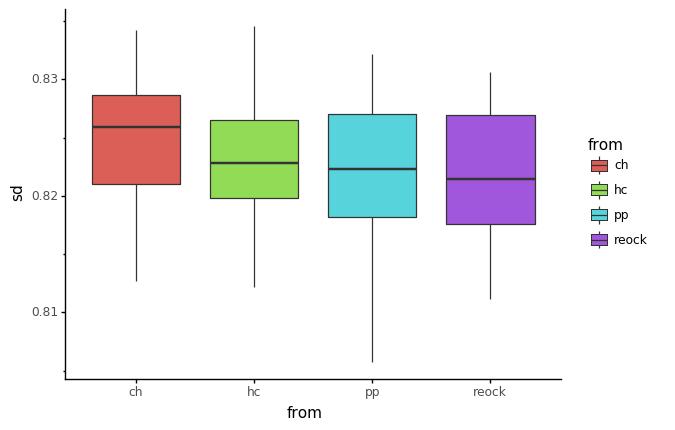 0.83
0.82
0.81
sd
ch hc pp reock
from
from
ch
hc
pp
reock